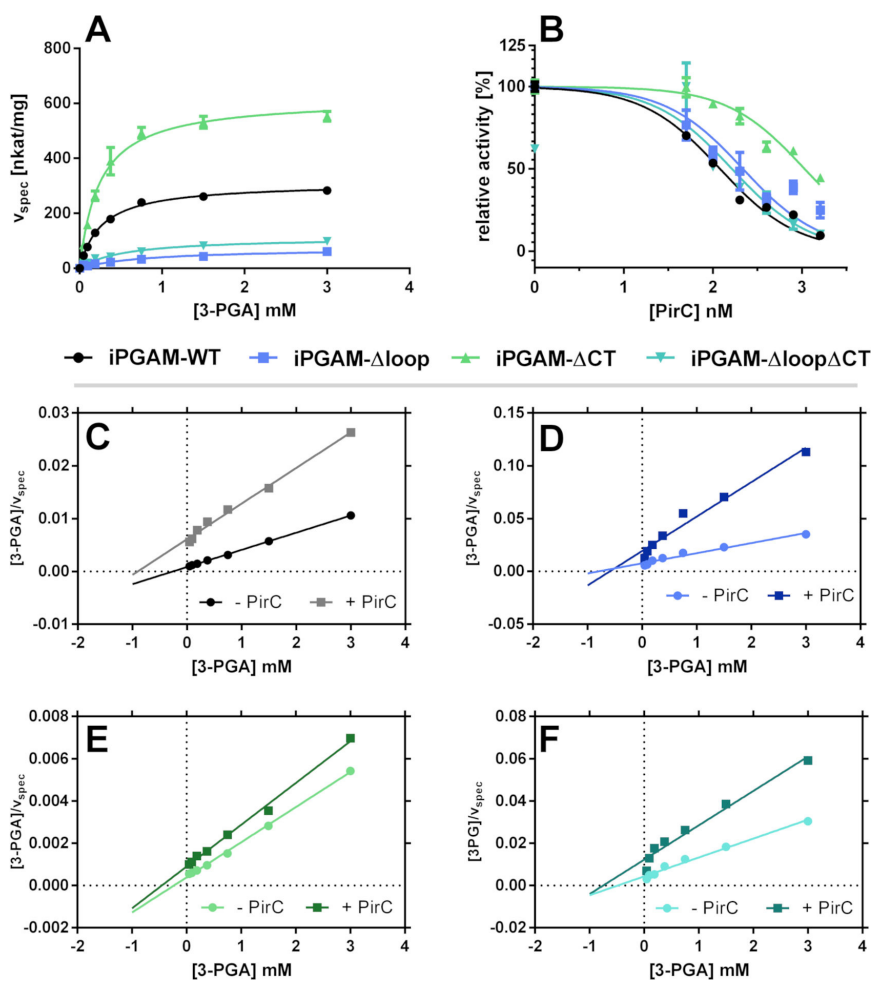 A
800
600
400
200
0
v_spec [nkat/mg]
0 1 2 3 4
[3-PGA] mM
B
125
100
50
0
relative activity [%]
0 1 2 3
[PirC] nM
iPGAM-WT iPGAM-Δloop iPGAM-ΔCT iPGAM-ΔloopΔCT
C
0.03
0.02
0.01
0.00
-0.01
[3-PGA]/v_spec
- PirC + PirC
-2 -1 0 1 2 3 4
[3-PGA] mM
D
0.15
0.10
0.05
0.00
-0.05
[3-PGA]/v_spec
- PirC + PirC
-2 -1 0 1 2 3 4
[3-PGA] mM
E
0.008
0.006
0.004
0.002
0.000
-0.002
[3-PGA]/v_spec
- PirC + PirC
-2 -1 0 1 2 3 4
[3-PGA] mM
F
0.08
0.06
0.04
0.02
0.00
-0.02
[3PG]/v_spec
- PirC + PirC
-2 -1 0 1 2 3 4
[3-PGA] mM